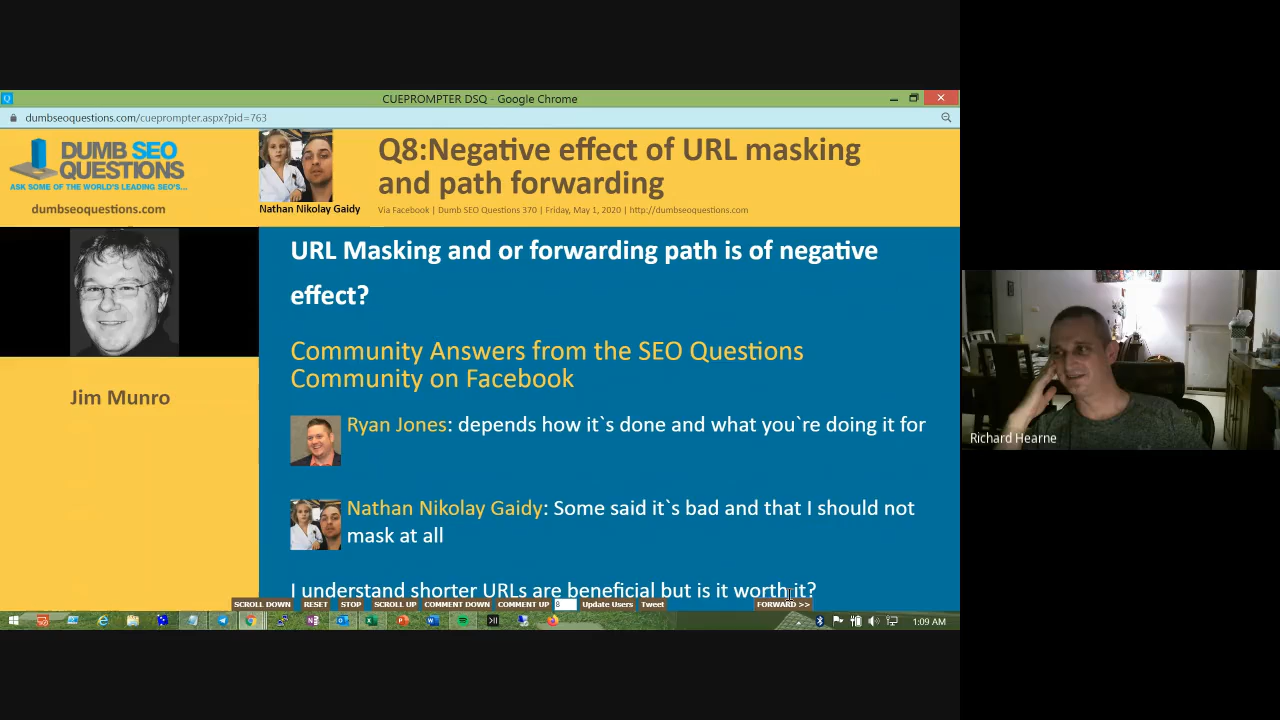 CUEPROMPTER DSQ - Google Chrome
dumbseoquestions.com/cueprompter.aspx?pid=763
DUMB SEO
QUESTIONS
ASK SOME OF THE WORLD'S LEADING SEO'S...
dumbseoquestions.com
Nathan Nikolay Gaidy
Q8:Negative effect of URL masking
and path forwarding
Via Facebook | Dumb SEO Questions 370 | Friday, May 1, 2020 | http://dumbseoquestions.com
Jim Munro
URL Masking and or forwarding path is of negative
effect?
Community Answers from the SEO Questions
Community on Facebook
Ryan Jones: depends how it`s done and what you`re doing it for
Nathan Nikolay Gaidy: Some said it`s bad and that I should not
mask at all
I understand shorter URLs are beneficial but is it worth it?
SCROLL DOWN RESET STOP SCROLL UP COMMENT DOWN COMMENT UP 8 Update Users Tweet FORWARD >>
1:09 AM
Richard Hearne